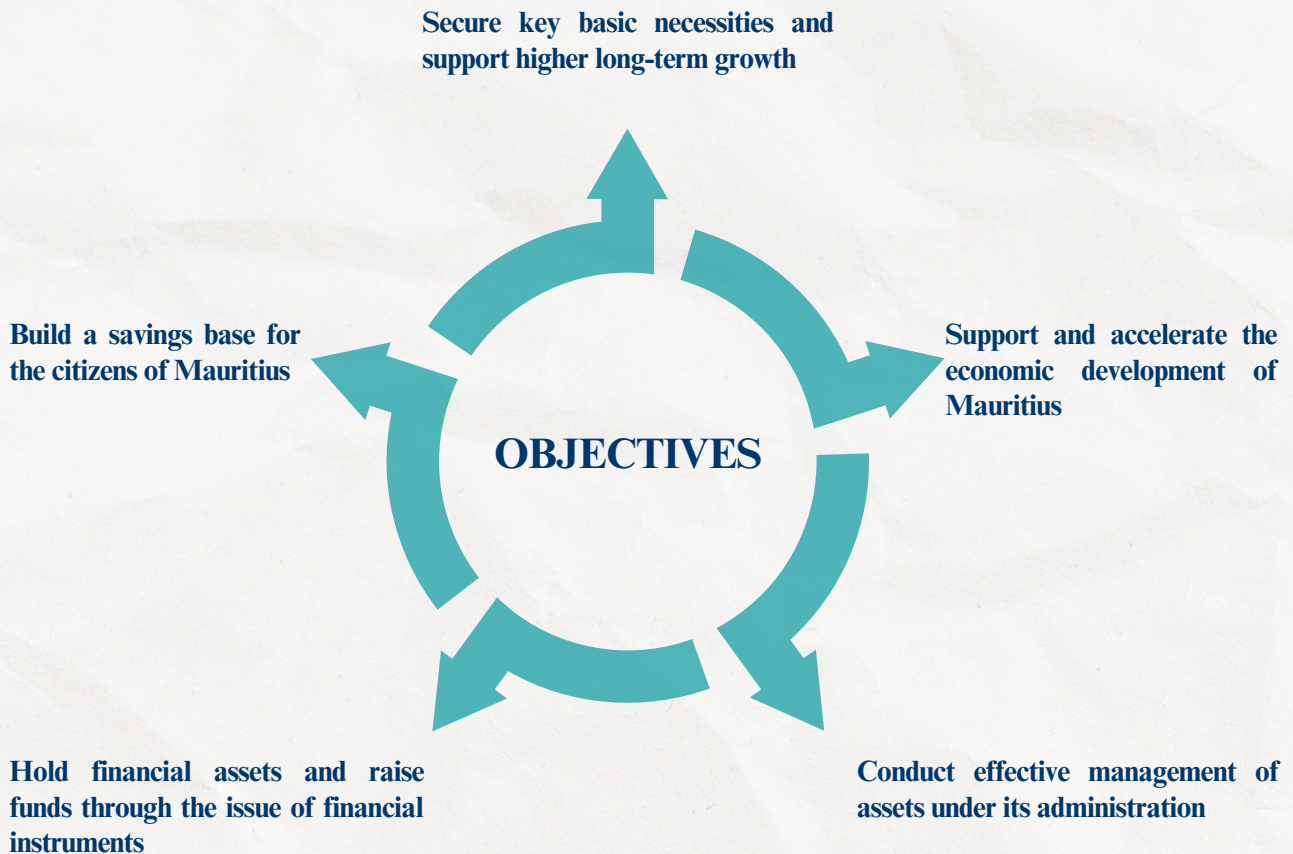 Secure key basic necessities and
support higher long-term growth
Build a savings base for
the citizens of Mauritius
Support and accelerate the
economic development of
Mauritius
OBJECTIVES
Hold financial assets and raise
funds through the issue of financial
instruments
Conduct effective management of
assets under its administration